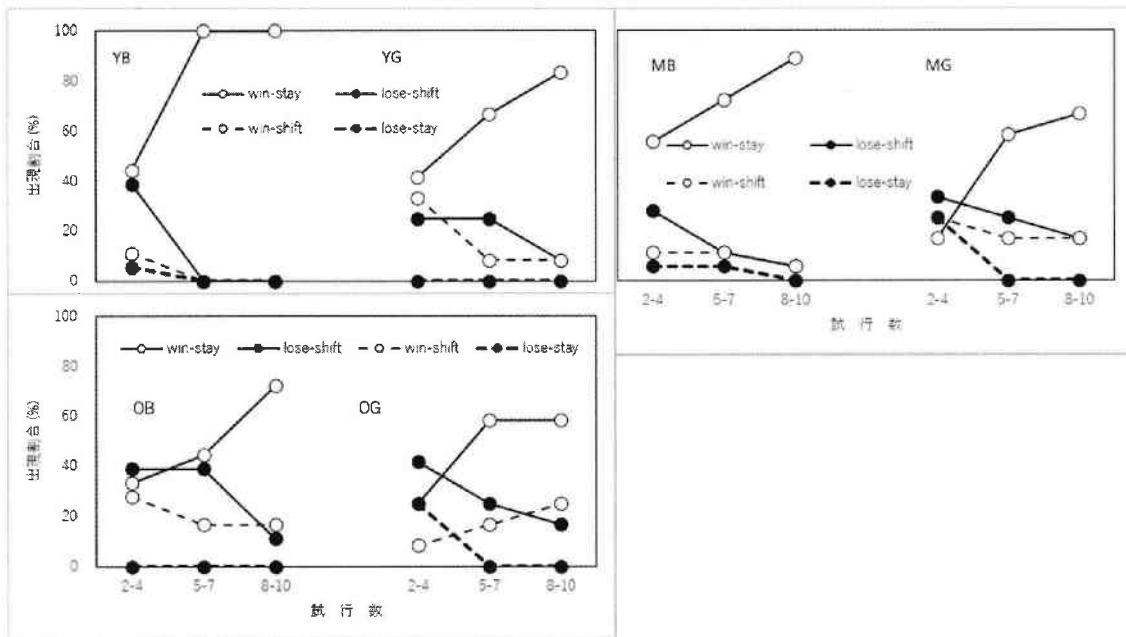 100
80
60
40
20
0
出現割合 (%)
YB
YG
win-stay
lose-shift
win-shift
lose-stay
MB
MG
win-stay
lose-shift
win-shift
lose-stay
2-4
5-7
8-10
2-4
5-7
8-10
試 行 数
100
80
60
40
20
0
出現割合 (%)
win-stay lose-shift win-shift lose-stay
OB
OG
2-4
5-7
8-10
2-4
5-7
8-10
試 行 数